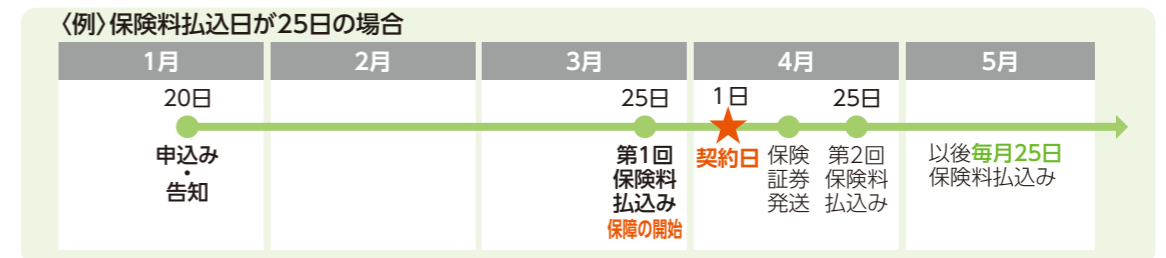 〈例〉保険料払込日が25日の場合
1月
2月
3月
4月
5月
20日
25日
1日
25日
申込み
・
告知
第1回
保険料
払込み
保障の開始
契約日
保険
証券
発送
第2回
保険料
払込み
以後毎月25日
保険料払込み